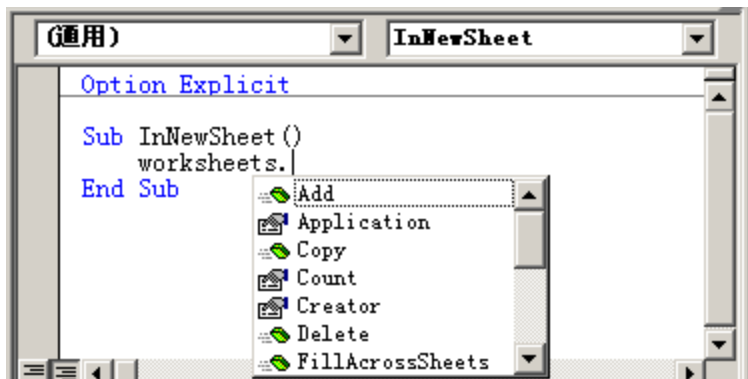 (通用) InNewSheet
Option Explicit
Sub InNewSheet()
worksheets.
End Sub
Add
Application
Copy
Count
Creator
Delete
FillAcrossSheets